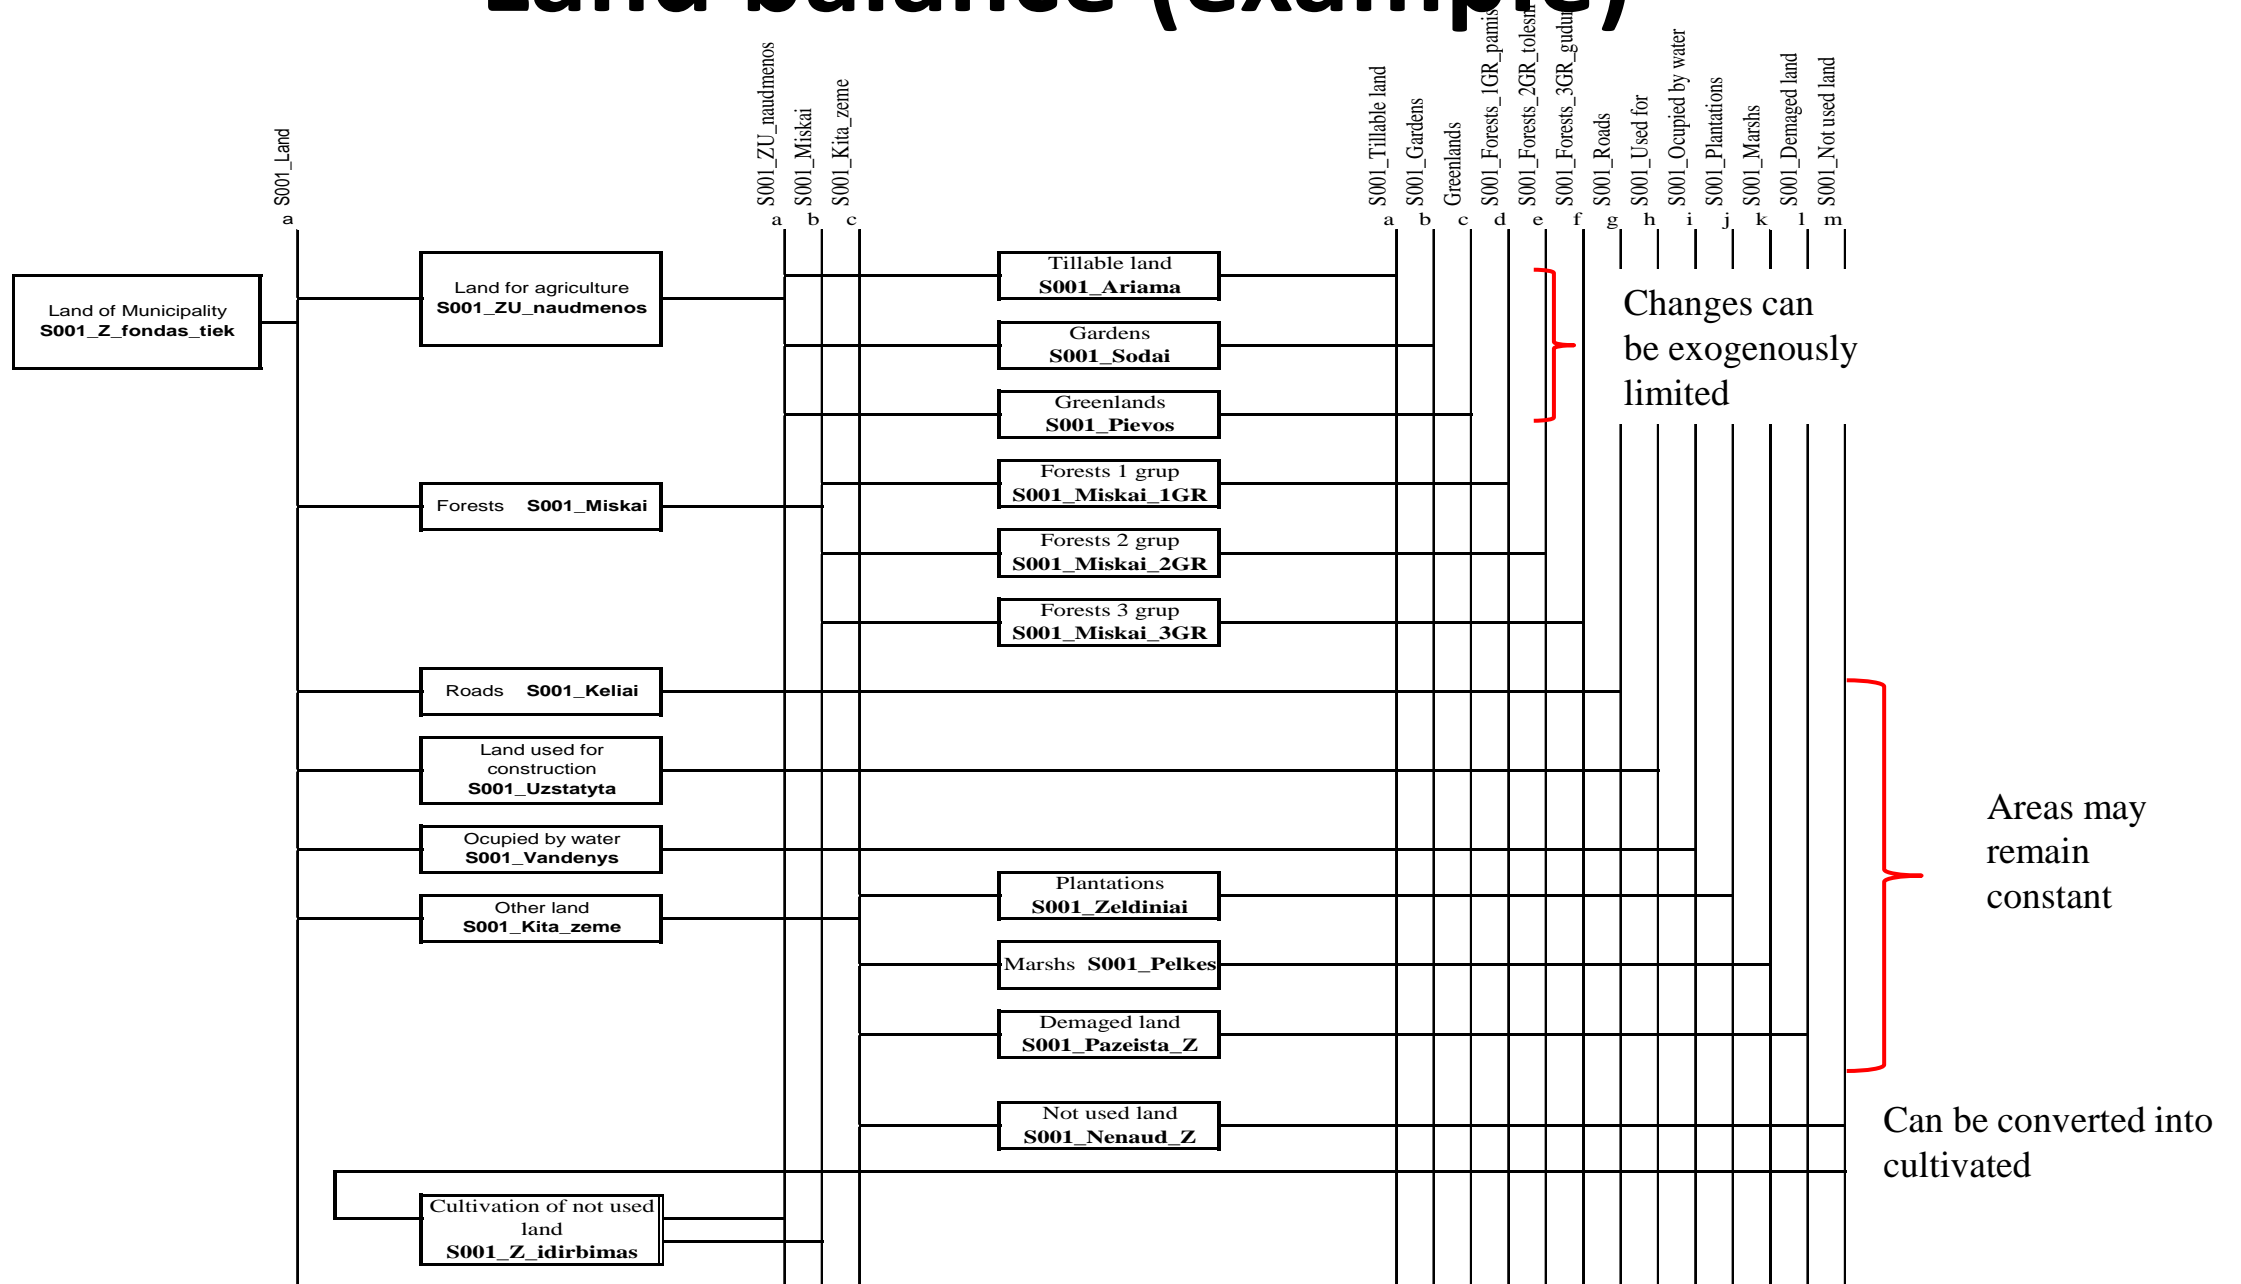 Land balance (example)
S001_Land
S001_ZU_naudmenos
S001_Miskai
S001_Kita_zeme
S001_Tillable land
S001_Gardens
Greenlands
S001_Forests_1GR_pamis
S001_Forests_2GR_tolesni
S001_Forests_3GR_gudur
S001_Roads
S001_Used for
S001_Ocupied by water
S001_Plantations
S001_Marshs
S001_Demaged land
S001_Not used land
a
a b c
a b c d e f g h i j k l m
Land of Municipality
S001_Z_fondas_tiek
Land for agriculture
S001_ZU_naudmenos
Tillable land
S001_Ariama
Gardens
S001_Sodai
Greenlands
S001_Pievos
Changes can
be exogenously
limited
Forests S001_Miskai
Forests 1 grup
S001_Miskai_1GR
Forests 2 grup
S001_Miskai_2GR
Forests 3 grup
S001_Miskai_3GR
Roads S001_Keliai
Land used for
construction
S001_Uzstatyta
Ocupied by water
S001_Vandenys
Other land
S001_Kita_zeme
Plantations
S001_Zeldiniai
Marshs S001_Pelkes
Demaged land
S001_Pazeista_Z
Areas may
remain
constant
Not used land
S001_Nenaud_Z
Can be converted into
cultivated
Cultivation of not used
land
S001_Z_idirbimas